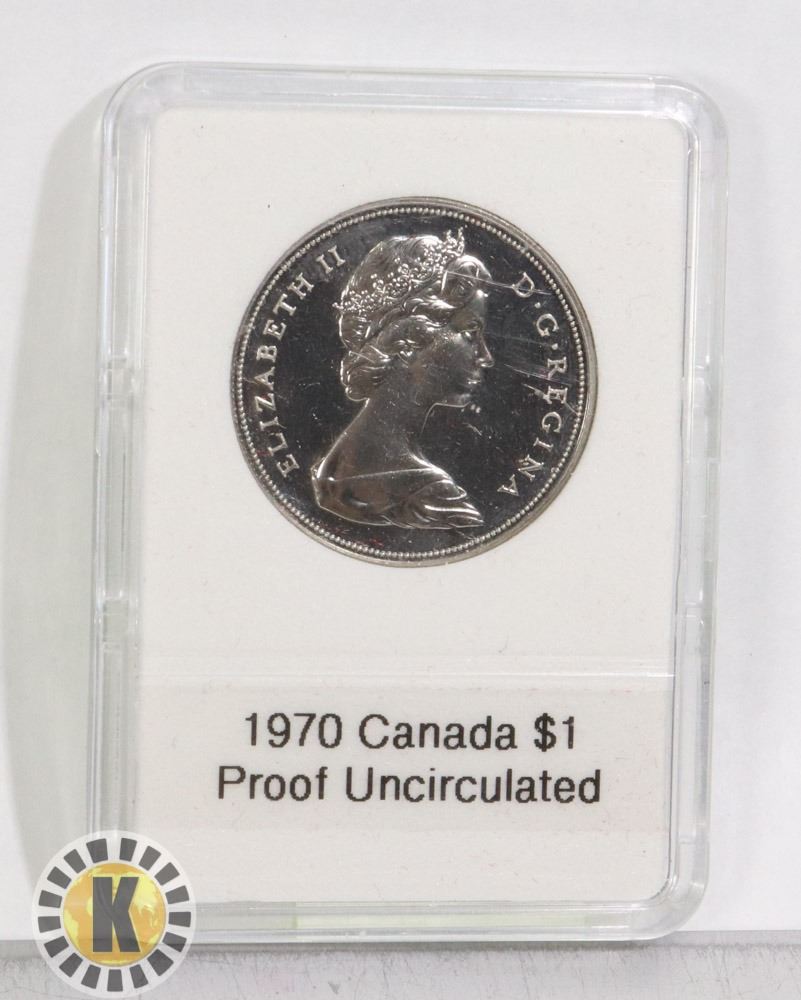 ELIZABETH II D·G·REGINA
1970 Canada $1
Proof Uncirculated
K